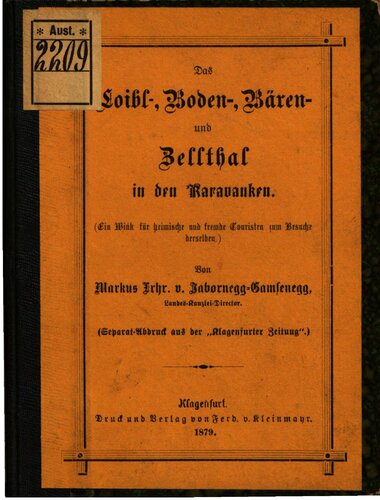 * Aust. *
2209
Das
Loibl-, Boden-, Bären-
und
Zellthal
in den Karavanken.
(Ein Wink für heimische und fremde Touristen zum Besuche
derselben.)
Von
Markus Frhr. v. Jabornegg-Gamsenegg,
Landes-Kanzlei-Director.
(Separat-Abdruck aus der „Klagenfurter Zeitung“.)
Klagenfurt.
Druck und Verlag von Ferd. v. Kleinmayr.
1879.